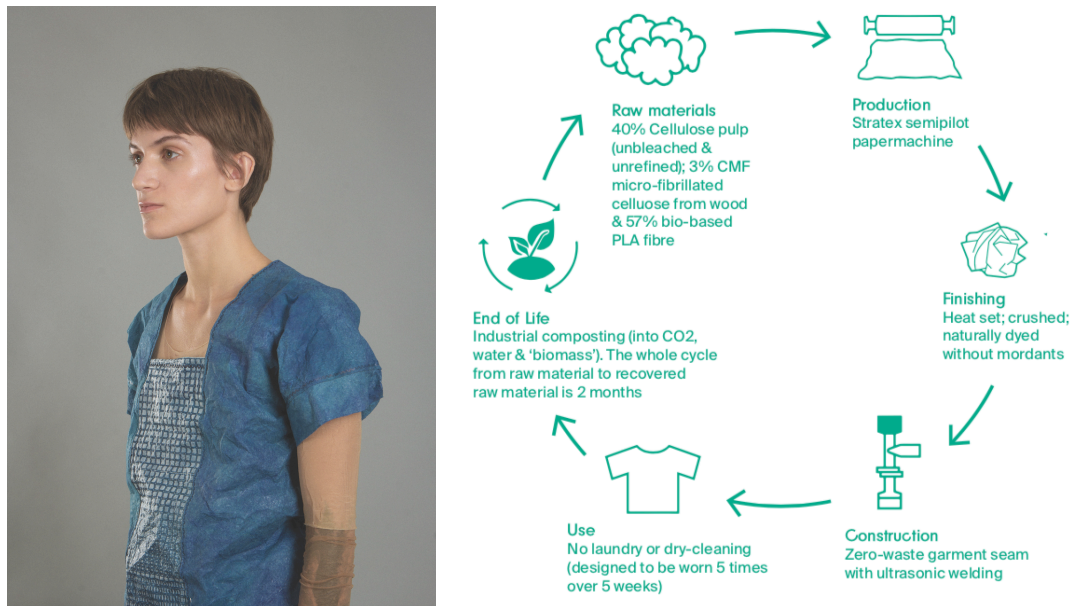 Raw materials
40% Cellulose pulp
(unbleached &
unrefined); 3% CMF
micro-fibrillated
celluose from wood
& 57% bio-based
PLA fibre
Production
Stratex semipilot
papermachine
Finishing
Heat set; crushed;
naturally dyed
without mordants
Construction
Zero-waste garment seam
with ultrasonic welding
Use
No laundry or dry-cleaning
(designed to be worn 5 times
over 5 weeks)
End of Life
Industrial composting (into CO2,
water & ‘biomass’). The whole cycle
from raw material to recovered
raw material is 2 months